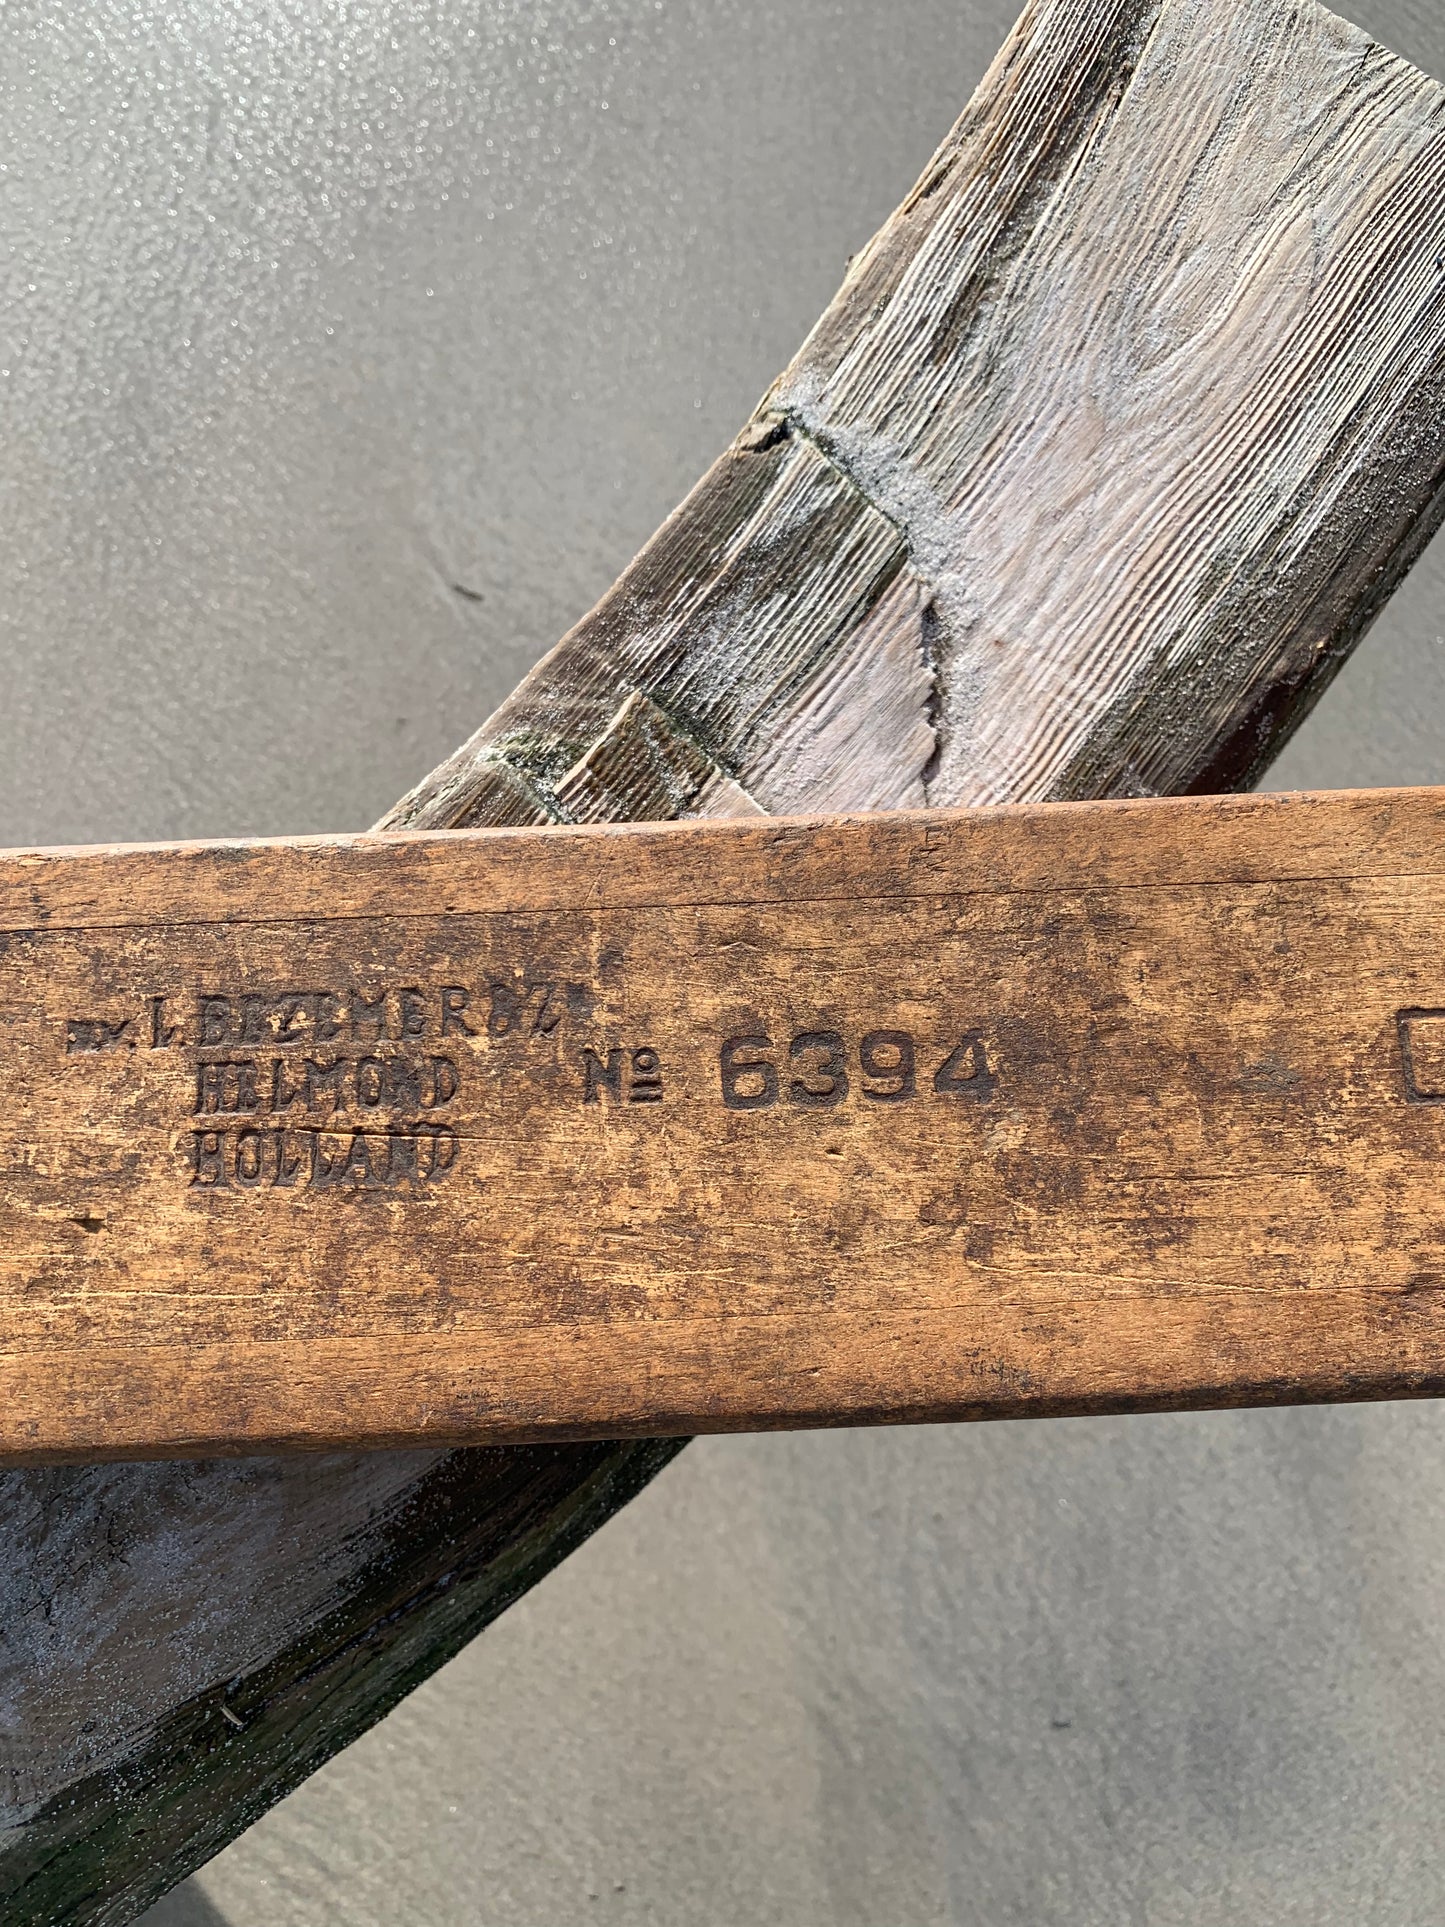 L. BEZEMER & Z
HELMOND
HOLLAND
№ 6394